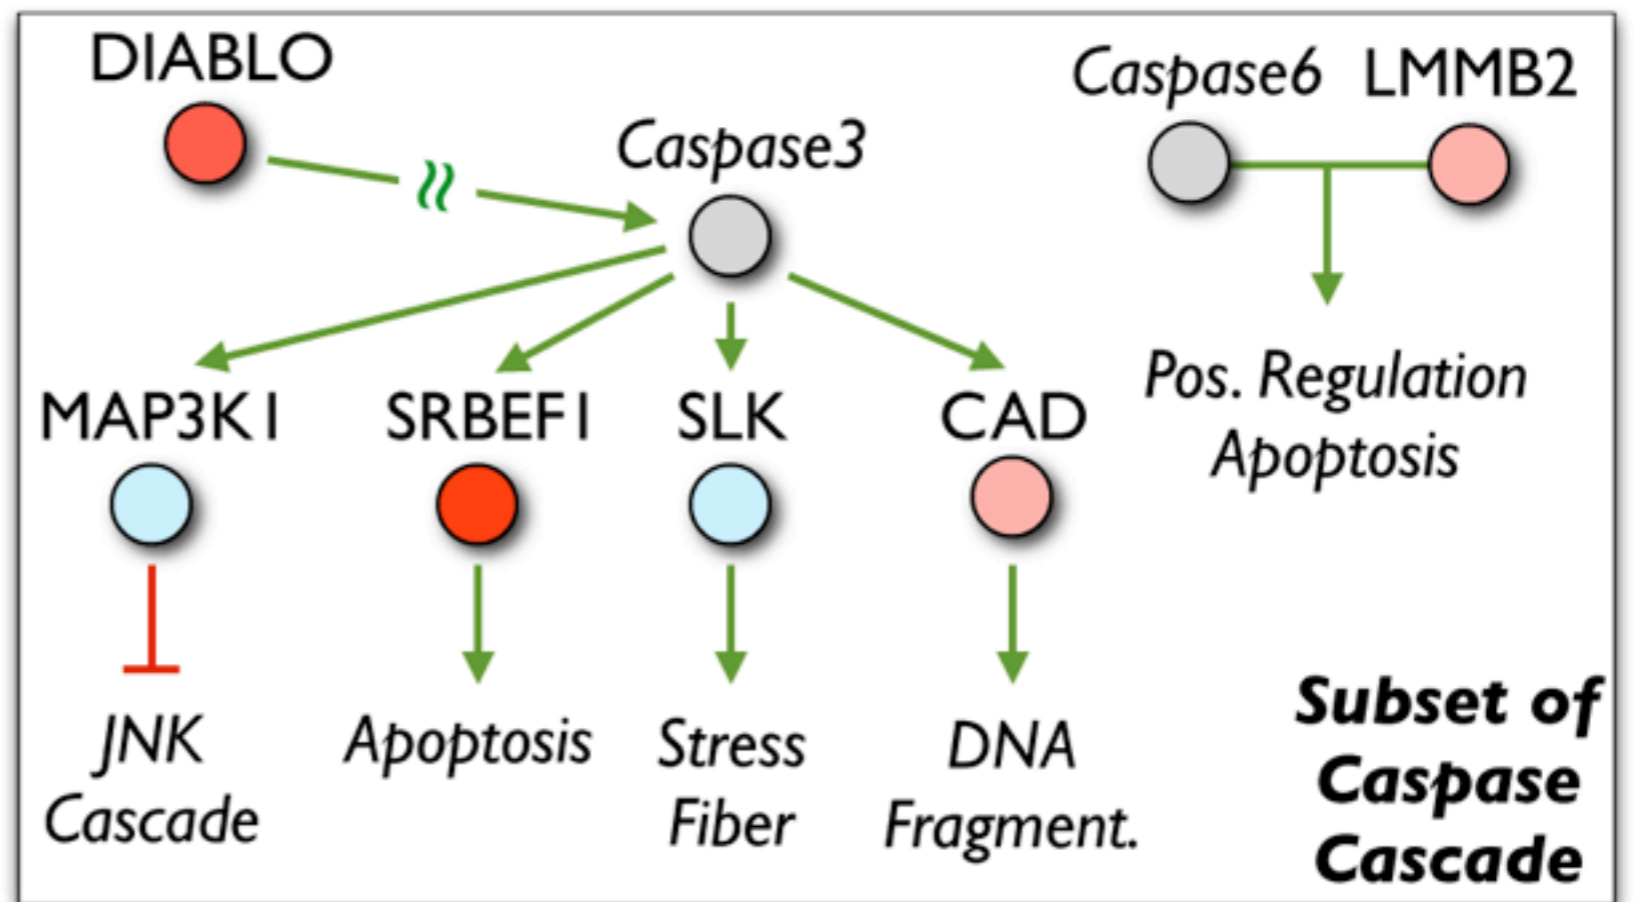 DIABLO
Caspase3
Caspase6 LMMB2
MAP3K1 SRBEF1 SLK CAD
Pos. Regulation
Apoptosis
JNK
Cascade
Apoptosis
Stress
Fiber
DNA
Fragment.
Subset of
Caspase
Cascade